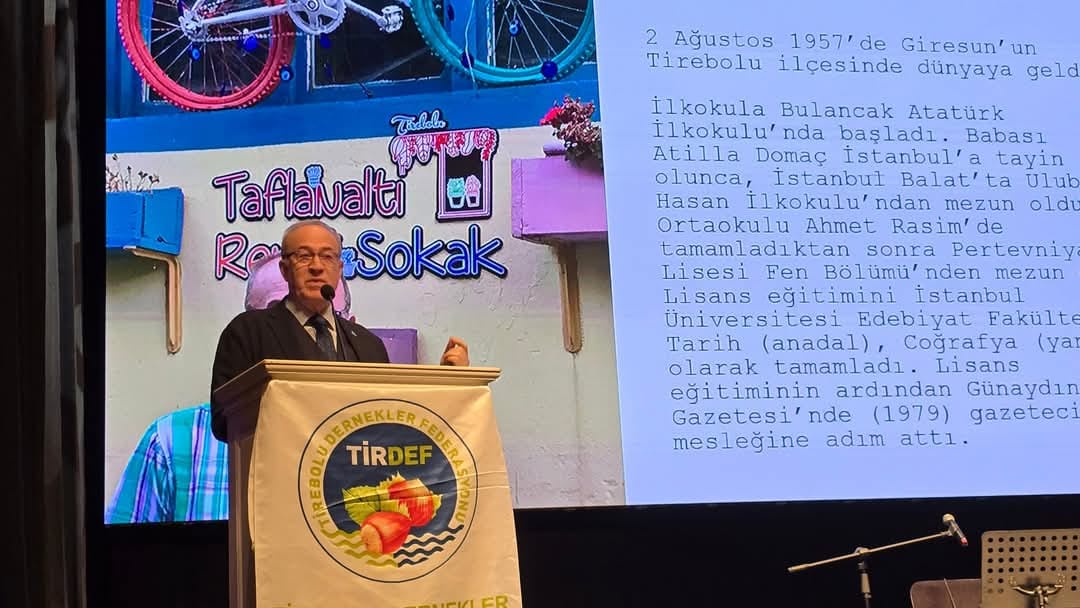 2 Ağustos 1957'de Giresun'un
Tirebolu ilçesinde dünyaya geld
İlkokula Bulancak Atatürk
İlkokulu'nda başladı. Babası
Atilla Domaç İstanbul'a tayin
olunca, İstanbul Balat'ta Ulub
Hasan İlkokulu'ndan mezun oldu
Ortaokulu Ahmet Rasim'de
tamamladıktan sonra Pertevniya
Lisesi Fen Bölümü'nden mezun
Lisans eğitimini İstanbul
Üniversitesi Edebiyat Fakülte
Tarih (anadal), Coğrafya (yan
olarak tamamladı. Lisans
eğitiminin ardından Günaydın
Gazetesi'nde (1979) gazeteci
mesleğine adım attı.
Tirebolu
Taflanaltı
Sokak
TİREBOLU DERNEKLER FEDERASYONU
TİRDEF
DERNEKLER